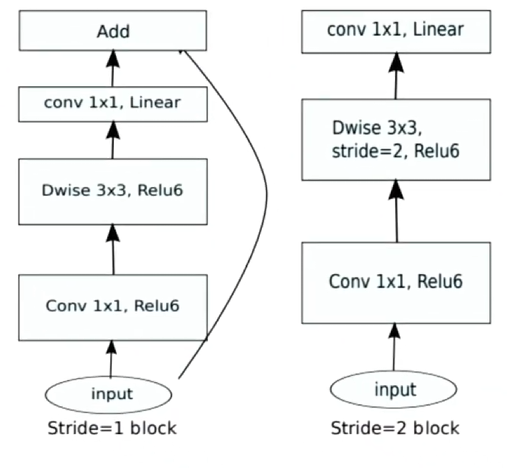 Add
conv 1x1, Linear
Dwise 3x3, Relu6
Conv 1x1, Relu6
input
Stride=1 block
conv 1x1, Linear
Dwise 3x3,
stride=2, Relu6
Conv 1x1, Relu6
input
Stride=2 block